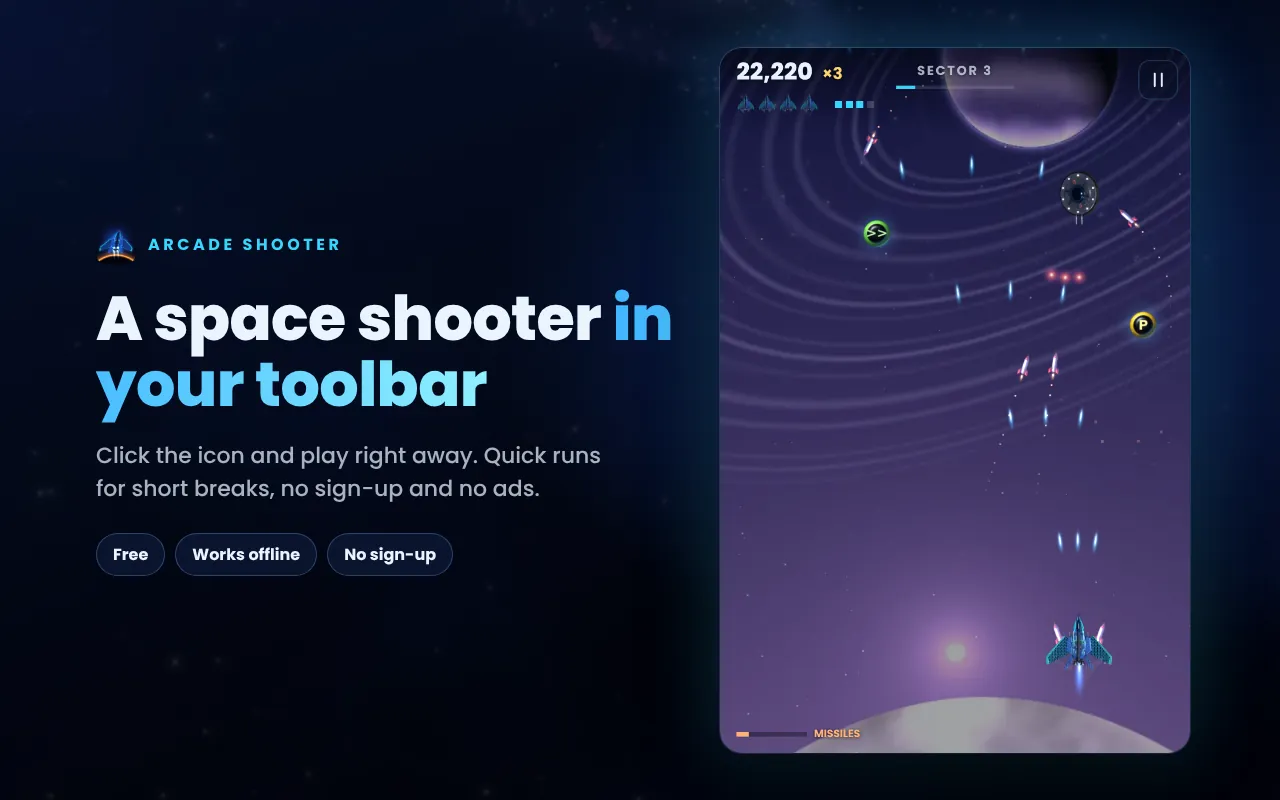 ARCADE SHOOTER
A space shooter in
your toolbar
Click the icon and play right away. Quick runs
for short breaks, no sign-up and no ads.
Free
Works offline
No sign-up
22,220 ×3
SECTOR 3
S>
P
MISSILES